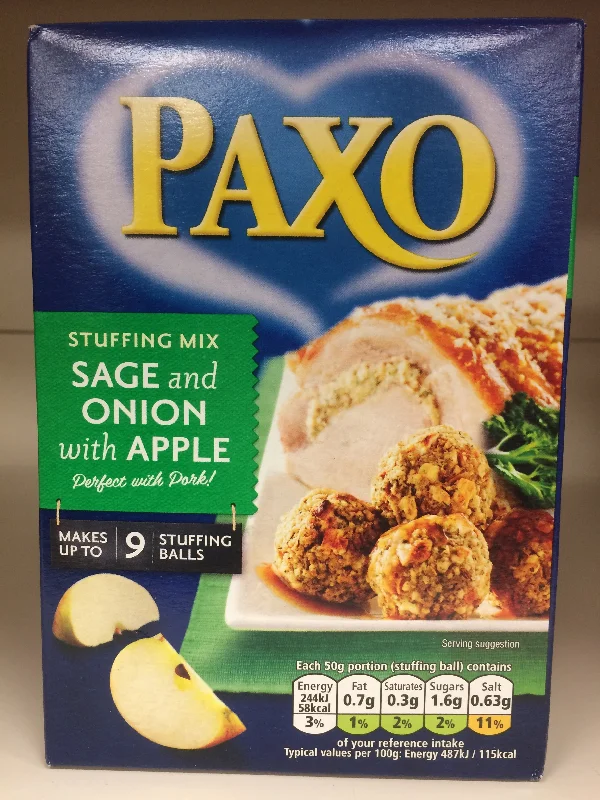 PAXO
STUFFING MIX
SAGE and
ONION
with APPLE
Perfect with Pork!
MAKES
UP TO
9
STUFFING
BALLS
Serving suggestion
Each 50g portion (stuffing ball) contains
Energy Fat Saturates Sugars Salt
244kJ
58kcal 0.7g 0.3g 1.6g 0.63g
3% 1% 2% 2% 11%
of your reference intake
Typical values per 100g: Energy 487kJ / 115kcal